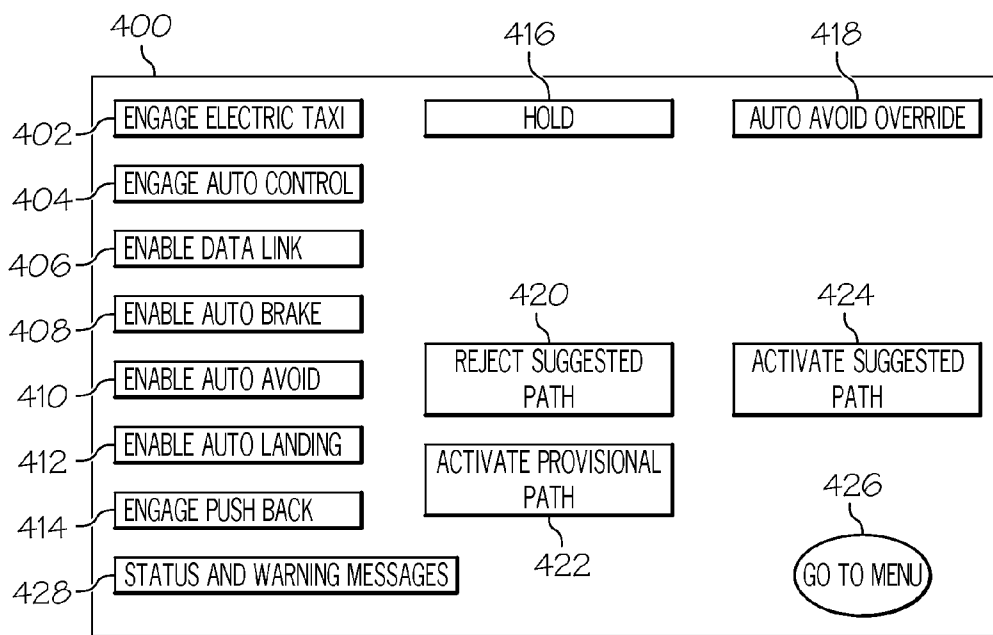 400
416
418
402
ENGAGE ELECTRIC TAXI
HOLD
AUTO AVOID OVERRIDE
404
ENGAGE AUTO CONTROL
406
ENABLE DATA LINK
408
ENABLE AUTO BRAKE
420
REJECT SUGGESTED
PATH
424
ACTIVATE SUGGESTED
PATH
410
ENABLE AUTO AVOID
412
ENABLE AUTO LANDING
ACTIVATE PROVISIONAL
PATH
422
414
ENGAGE PUSH BACK
426
GO TO MENU
428
STATUS AND WARNING MESSAGES